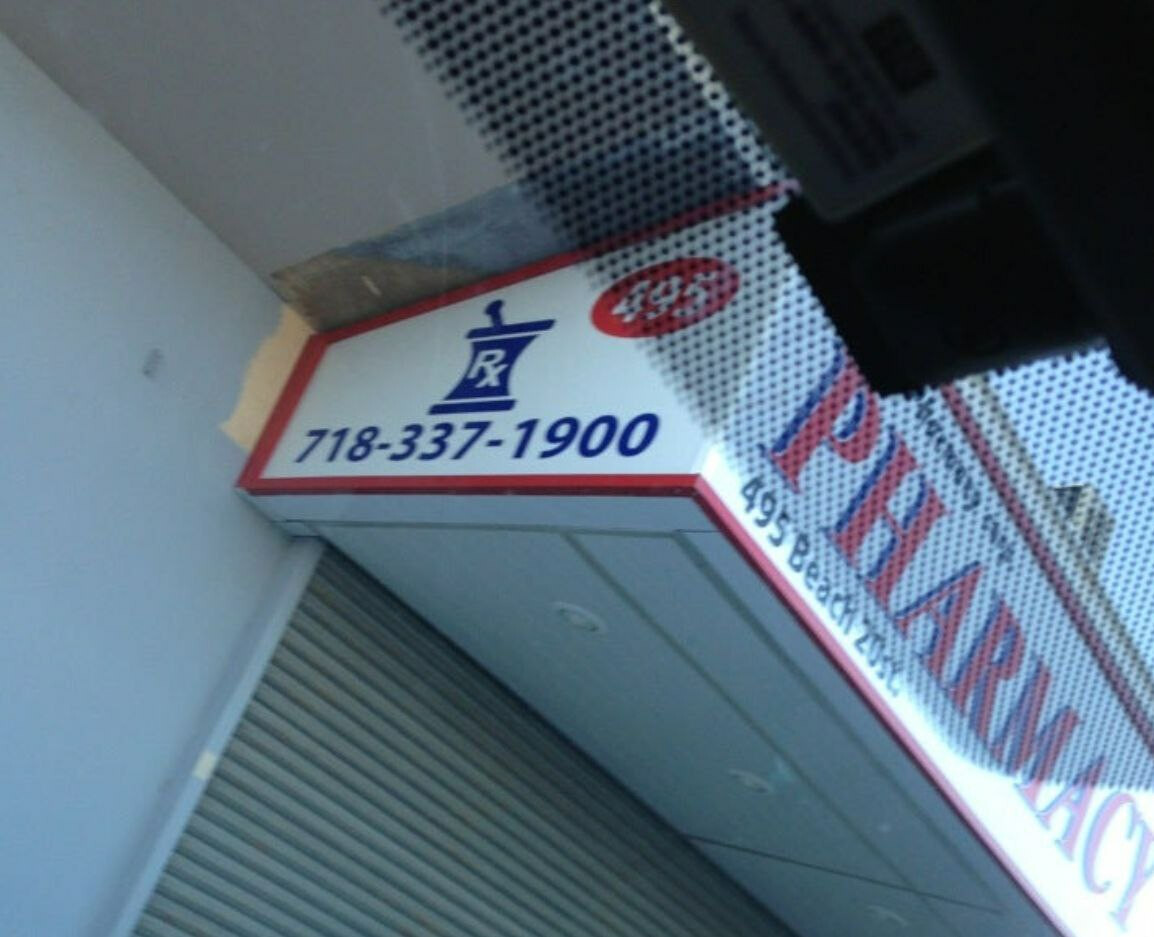 495
Rx
718-337-1900
PHARMACY
495 Beach 20st